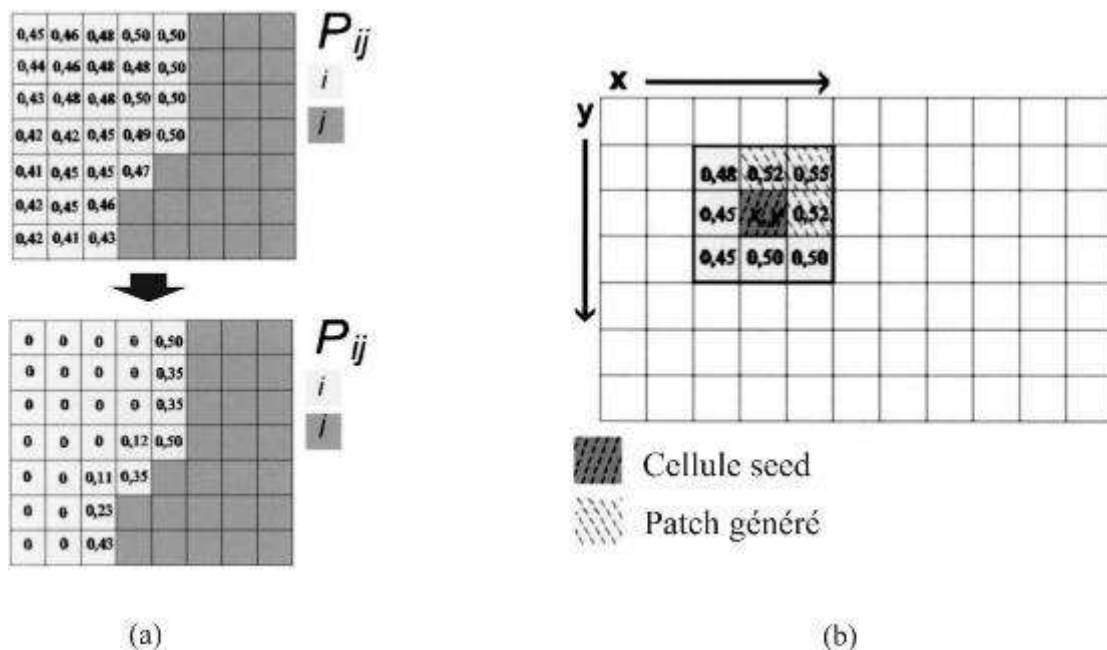 0,45 0,46 0,48 0,50 0,50
0,44 0,46 0,48 0,48 0,50
0,43 0,48 0,48 0,50 0,50
0,42 0,42 0,45 0,49 0,50
0,41 0,45 0,45 0,47
0,42 0,45 0,46
0,42 0,41 0,43
P ij
i
j
0 0 0 0 0,50
0 0 0 0 0,35
0 0 0 0 0,35
0 0 0 0,12 0,50
0 0 0,11 0,35
0 0 0,23
0 0 0,43
P ij
i
j
(a)
x
y
0,48 0,52 0,55
0,45 x,y 0,52
0,45 0,50 0,50
Cellule seed
Patch généré
(b)